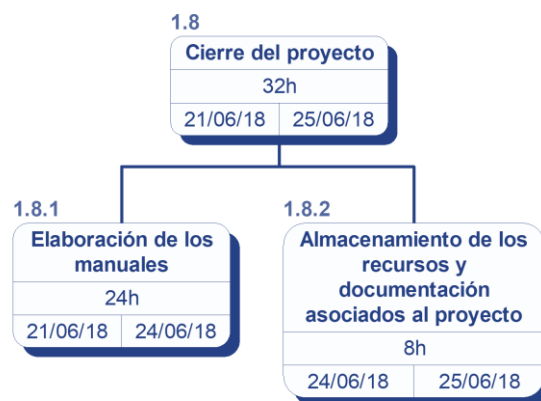 1.8
Cierre del proyecto
32h
21/06/18 25/06/18
1.8.1
Elaboración de los
manuales
24h
21/06/18 24/06/18
1.8.2
Almacenamiento de los
recursos y
documentación
asociados al proyecto
8h
24/06/18 25/06/18